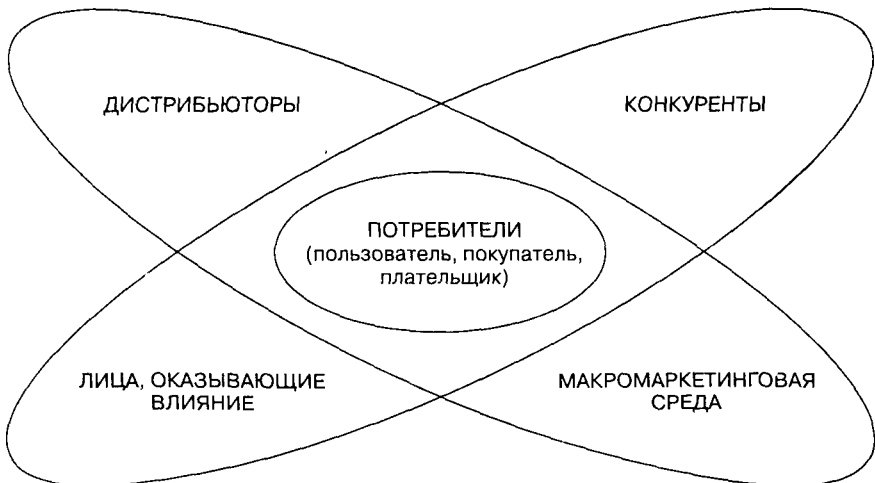 ДИСТРИБЬЮТОРЫ
КОНКУРЕНТЫ
ПОТРЕБИТЕЛИ
(пользователь, покупатель,
плательщик)
ЛИЦА, ОКАЗЫВАЮЩИЕ
ВЛИЯНИЕ
МАКРОМАРКЕТИНГОВАЯ
СРЕДА